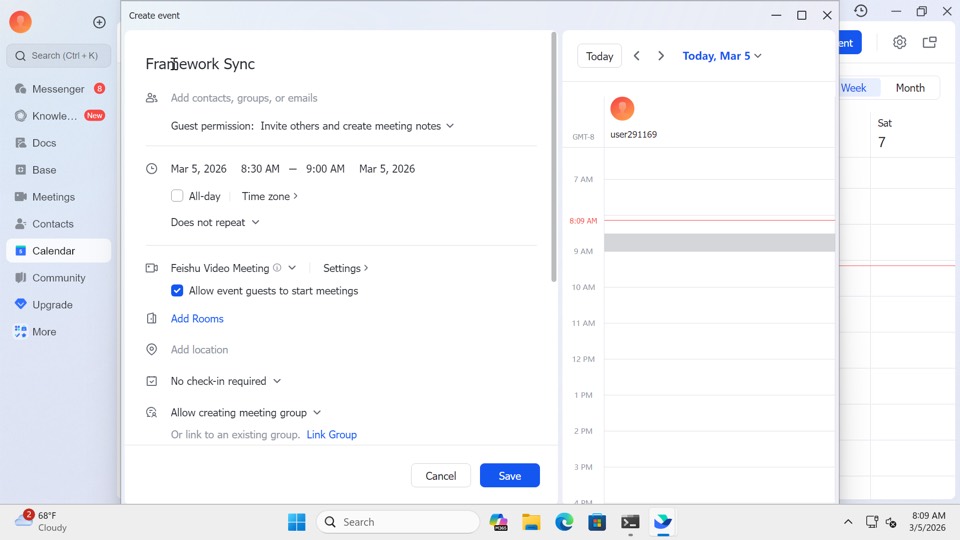 Create event
Search (Ctrl + K)
Messenger 8
Knowle... New
Docs
Base
Meetings
Contacts
Calendar
Community
Upgrade
More
Framework Sync
Add contacts, groups, or emails
Guest permission: Invite others and create meeting notes
Mar 5, 2026 8:30 AM — 9:00 AM Mar 5, 2026
All-day Time zone
Does not repeat
Feishu Video Meeting Settings
Allow event guests to start meetings
Add Rooms
Add location
No check-in required
Allow creating meeting group
Or link to an existing group. Link Group
Cancel Save
Today Today, Mar 5
GMT-8 user291169
7 AM
8:09 AM
9 AM
10 AM
11 AM
12 PM
1 PM
2 PM
3 PM
4 PM
ent
Week Month
Sat
7
2 68°F
Cloudy
Search
8:09 AM
3/5/2026